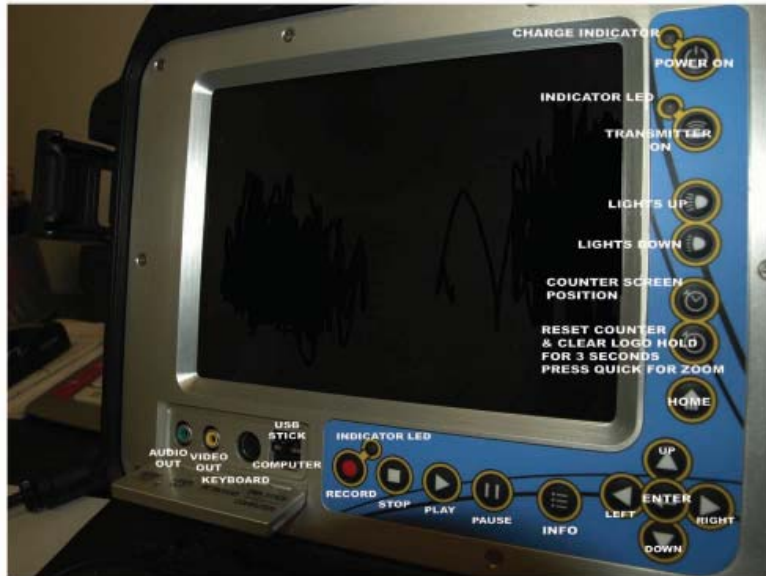 CHARGE INDICATOR
POWER ON
INDICATOR LED
TRANSMITTER
ON
LIGHTS UP
LIGHTS DOWN
COUNTER SCREEN
POSITION
RESET COUNTER
& CLEAR LOGO HOLD
FOR 3 SECONDS
PRESS QUICK FOR ZOOM
HOME
USB
STICK
AUDIO
OUT
VIDEO
OUT
KEYBOARD
COMPUTER
INDICATOR LED
RECORD
STOP
PLAY
PAUSE
INFO
UP
LEFT
ENTER
RIGHT
DOWN